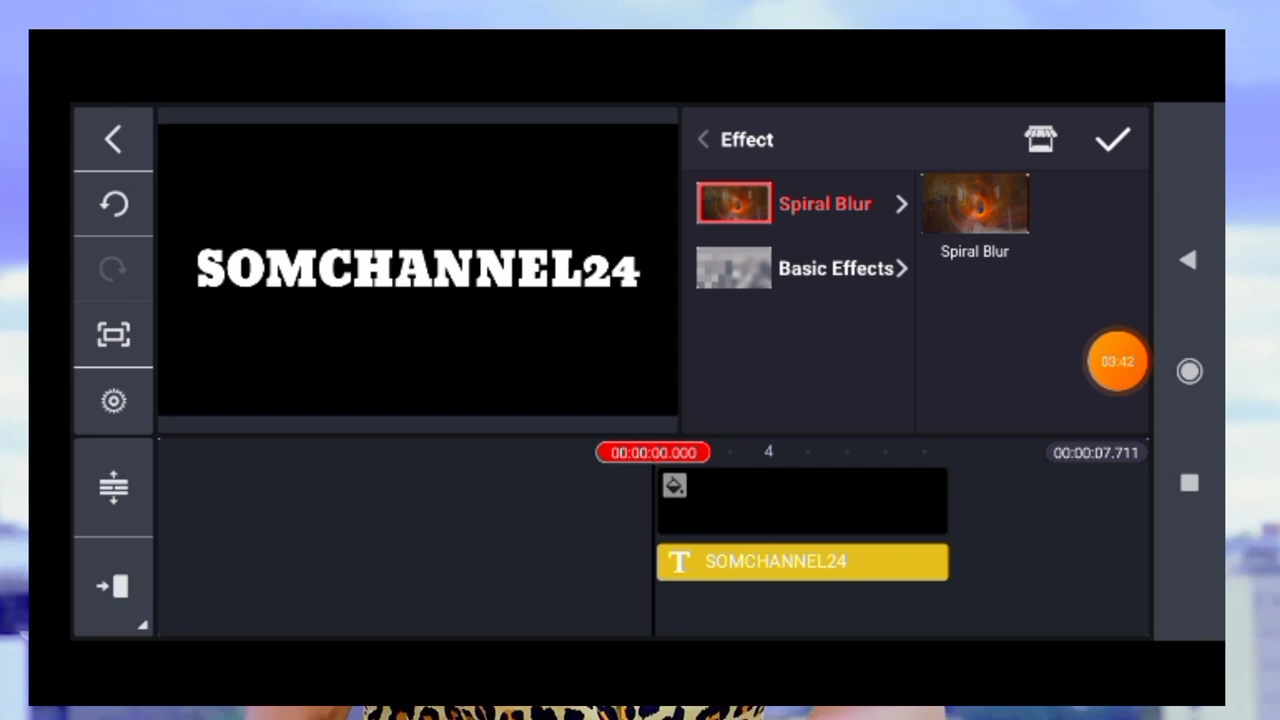 Effect
SOMCHANNEL24
Spiral Blur
Spiral Blur
Basic Effects
03:42
00:00:00.000
4
00:00:07.711
T SOMCHANNEL24